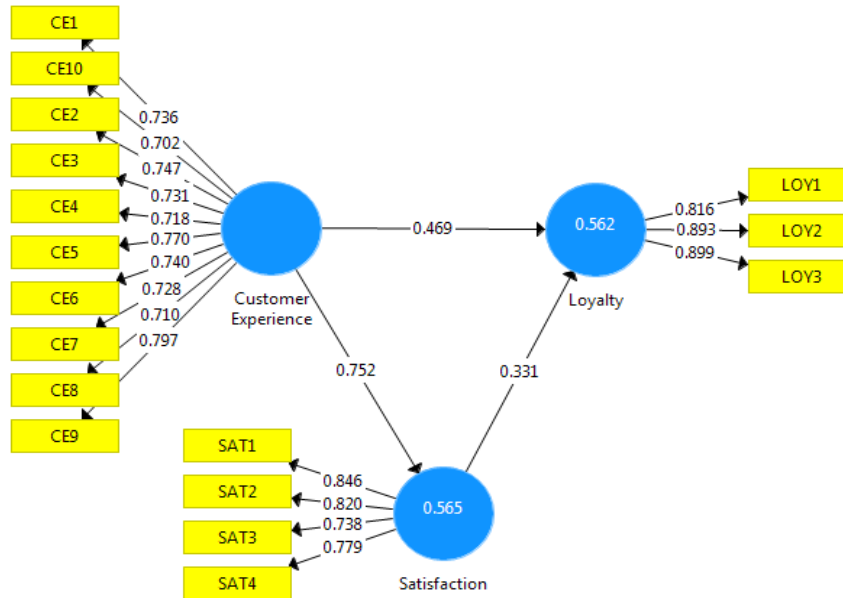 CE1
CE10
CE2
CE3
CE4
CE5
CE6
CE7
CE8
CE9
0.736
0.702
0.747
0.731
0.718
0.770
0.740
0.728
0.710
0.797
Customer
Experience
0.469
0.562
Loyalty
0.816
0.893
0.899
LOY1
LOY2
LOY3
0.752
0.331
SAT1
SAT2
SAT3
SAT4
0.846
0.820
0.738
0.779
0.565
Satisfaction